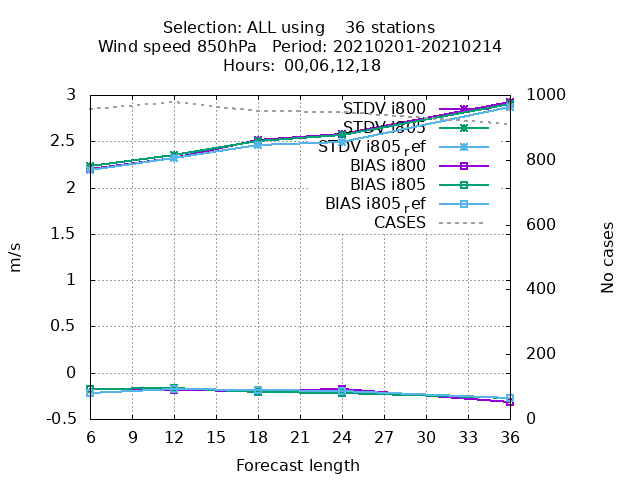 Selection: ALL using 36 stations
Wind speed 850hPa Period: 20210201-20210214
Hours: 00,06,12,18
STDV i800
STDV i805
STDV i805_ref
BIAS i800
BIAS i805
BIAS i805_ref
CASES
3
2.5
2
1.5
1
0.5
0
-0.5
m/s
1000
800
600
400
200
0
No cases
6 9 12 15 18 21 24 27 30 33 36
Forecast length